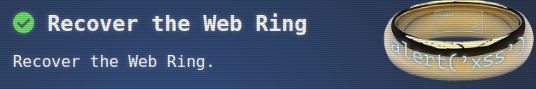 Recover the Web Ring
Recover the Web Ring.
alert('xss')